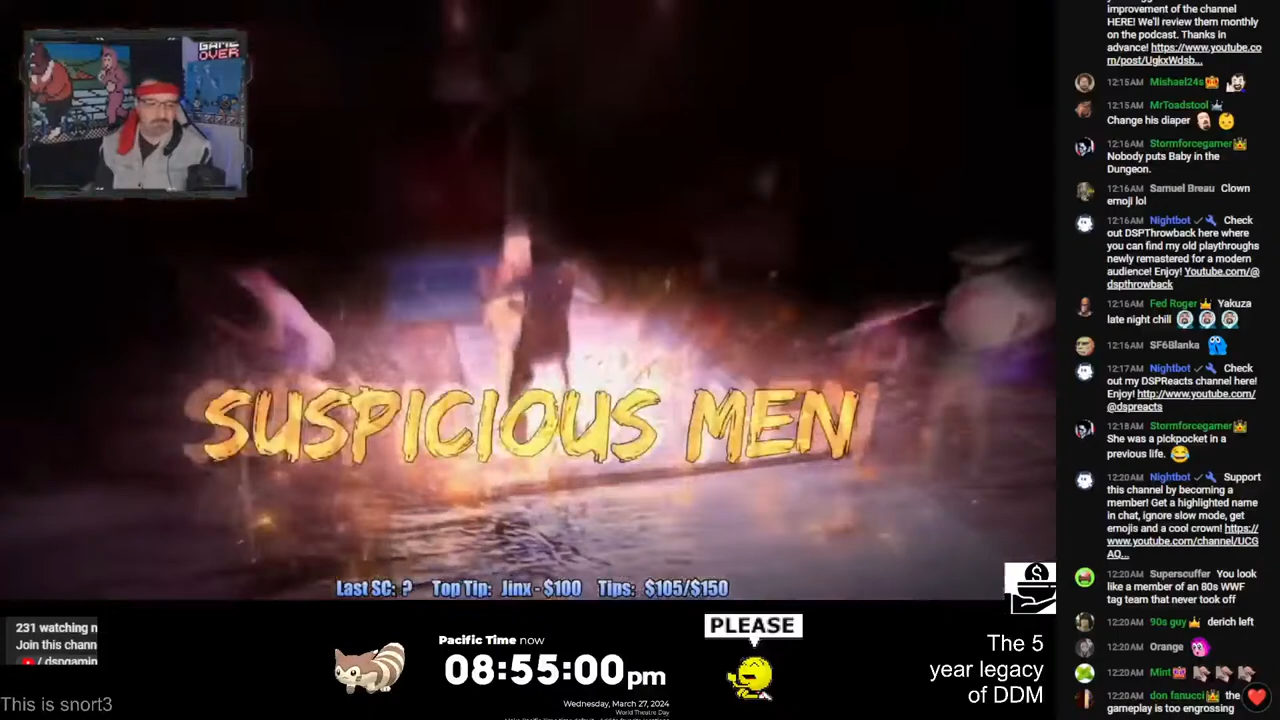 GAME
OVER
SUSPICIOUS MEN
Last SC: ? Top Tip: Jinx - $100 Tips: $105/$150
231 watching n
Join this chann
/ dspgamin
This is snort3
Pacific Time now
08:55:00pm
Wednesday, March 27, 2024
World Theatre Day
PLEASE
The 5
year legacy
of DDM
improvement of the channel
HERE! We'll review them monthly
on the podcast. Thanks in
advance! https://www.youtube.co
m/post/UgkxWdsb...
12:15AM Mishael24s
12:15AM MrToadstool
Change his diaper
12:16AM Stormforcegamer
Nobody puts Baby in the
Dungeon.
12:16AM Samuel Breau Clown
emoji lol
12:16AM Nightbot Check
out DSPThrowback here where
you can find my old playthroughs
newly remastered for a modern
audience! Enjoy! Youtube.com/@
dspthrowback
12:16AM Fed Roger Yakuza
late night chill
12:16AM SF6Blanka
12:17AM Nightbot Check
out my DSPReacts channel here!
Enjoy! http://www.youtube.com/
@dspreacts
12:18AM Stormforcegamer
She was a pickpocket in a
previous life.
12:20AM Nightbot Support
this channel by becoming a
member! Get a highlighted name
in chat, ignore slow mode, get
emojis and a cool crown! https://
www.youtube.com/channel/UCG
AO...
12:20AM Superscuffer You look
like a member of an 80s WWF
tag team that never took off
12:20AM 90s guy derich left
12:20AM Orange
12:20AM Mint
12:20AM don fanucci the
gameplay is too engrossing